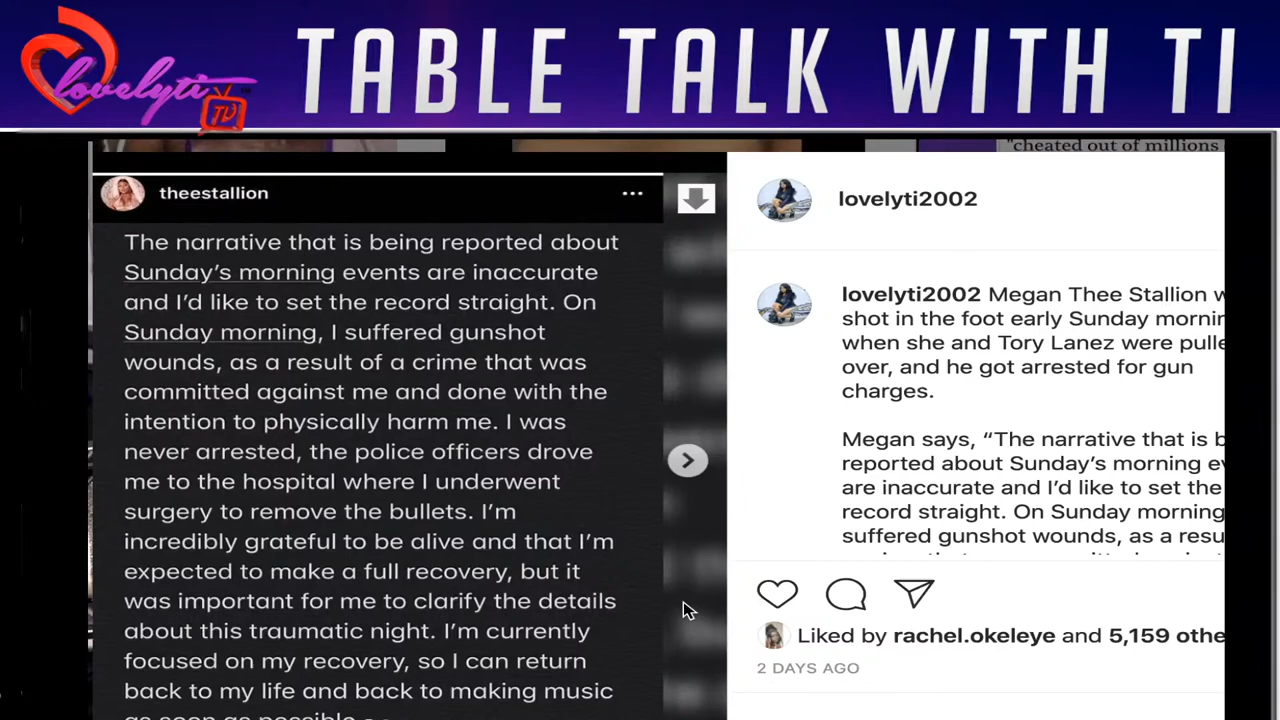 lovelyti
TV
TABLE TALK WITH TI
"cheated out of millions
theestallion
The narrative that is being reported about
Sunday's morning events are inaccurate
and I'd like to set the record straight. On
Sunday morning, I suffered gunshot
wounds, as a result of a crime that was
committed against me and done with the
intention to physically harm me. I was
never arrested, the police officers drove
me to the hospital where I underwent
surgery to remove the bullets. I'm
incredibly grateful to be alive and that I'm
expected to make a full recovery, but it
was important for me to clarify the details
about this traumatic night. I'm currently
focused on my recovery, so I can return
back to my life and back to making music
as soon as possible
lovelyti2002
lovelyti2002 Megan Thee Stallion w
shot in the foot early Sunday mornin
when she and Tory Lanez were pulle
over, and he got arrested for gun
charges.
Megan says, “The narrative that is b
reported about Sunday's morning ev
are inaccurate and I'd like to set the
record straight. On Sunday morning
suffered gunshot wounds, as a resu
Liked by rachel.okeleye and 5,159 othe
2 DAYS AGO